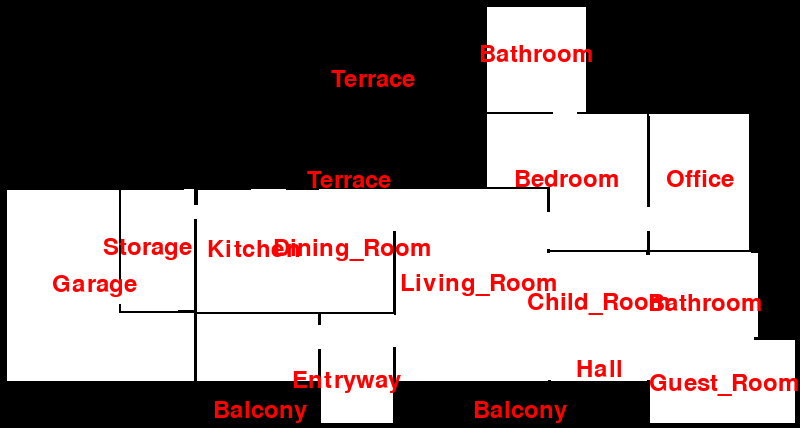 Bathroom
Terrace
Terrace
Bedroom
Office
Storage
Kitchen
Dining_Room
Garage
Living_Room
Child_Room
Bathroom
Hall
Entryway
Guest_Room
Balcony
Balcony